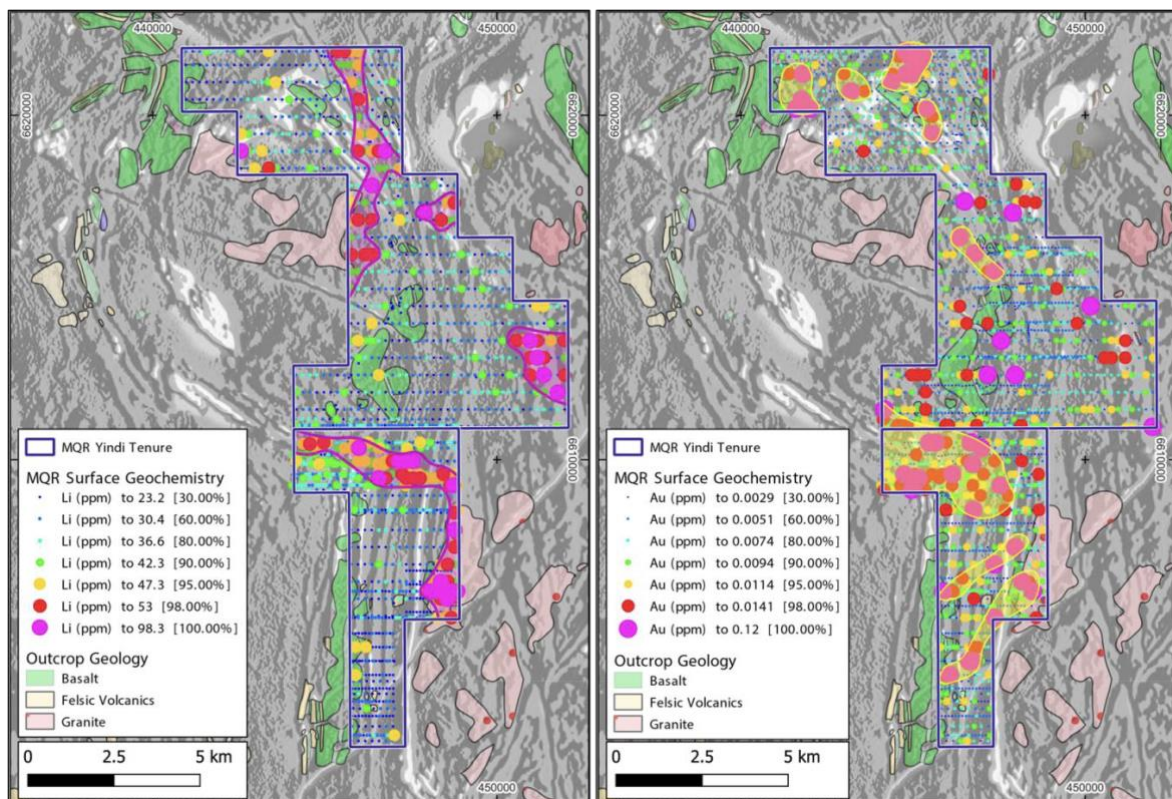 440000
450000
6620000
6620000
6610000
MQR Yindi Tenure
MQR Surface Geochemistry
Li (ppm) to 23.2 [30.00%]
Li (ppm) to 30.4 [60.00%]
Li (ppm) to 36.6 [80.00%]
Li (ppm) to 42.3 [90.00%]
Li (ppm) to 47.3 [95.00%]
Li (ppm) to 53 [98.00%]
Li (ppm) to 98.3 [100.00%]
Outcrop Geology
Basalt
Felsic Volcanics
Granite
0 2.5 5 km
450000
440000
450000
6620000
6620000
6610000
MQR Yindi Tenure
MQR Surface Geochemistry
Au (ppm) to 0.0029 [30.00%]
Au (ppm) to 0.0051 [60.00%]
Au (ppm) to 0.0074 [80.00%]
Au (ppm) to 0.0094 [90.00%]
Au (ppm) to 0.0114 [95.00%]
Au (ppm) to 0.0141 [98.00%]
Au (ppm) to 0.12 [100.00%]
Outcrop Geology
Basalt
Felsic Volcanics
Granite
0 2.5 5 km
450000